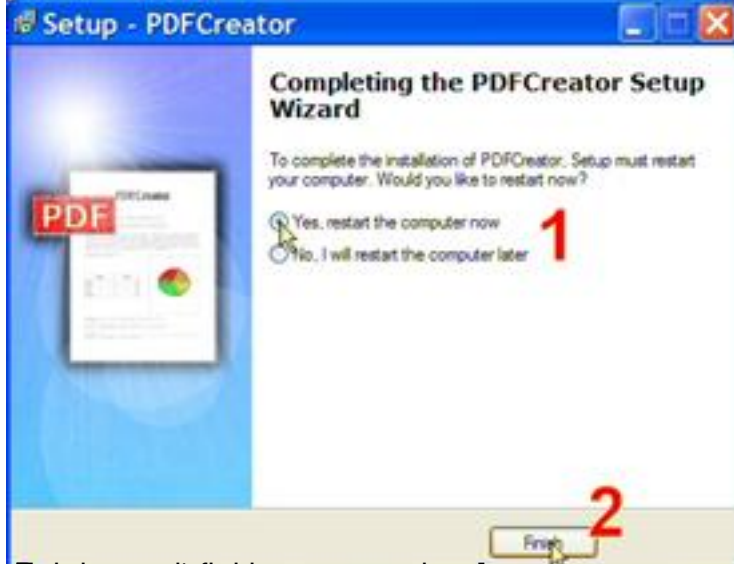 Setup - PDFCreator
Completing the PDFCreator Setup
Wizard
To complete the installation of PDFCreator, Setup must restart
your computer. Would you like to restart now?
PDFCreator
PDF
Yes, restart the computer now
1
No, I will restart the computer later
2
Finish